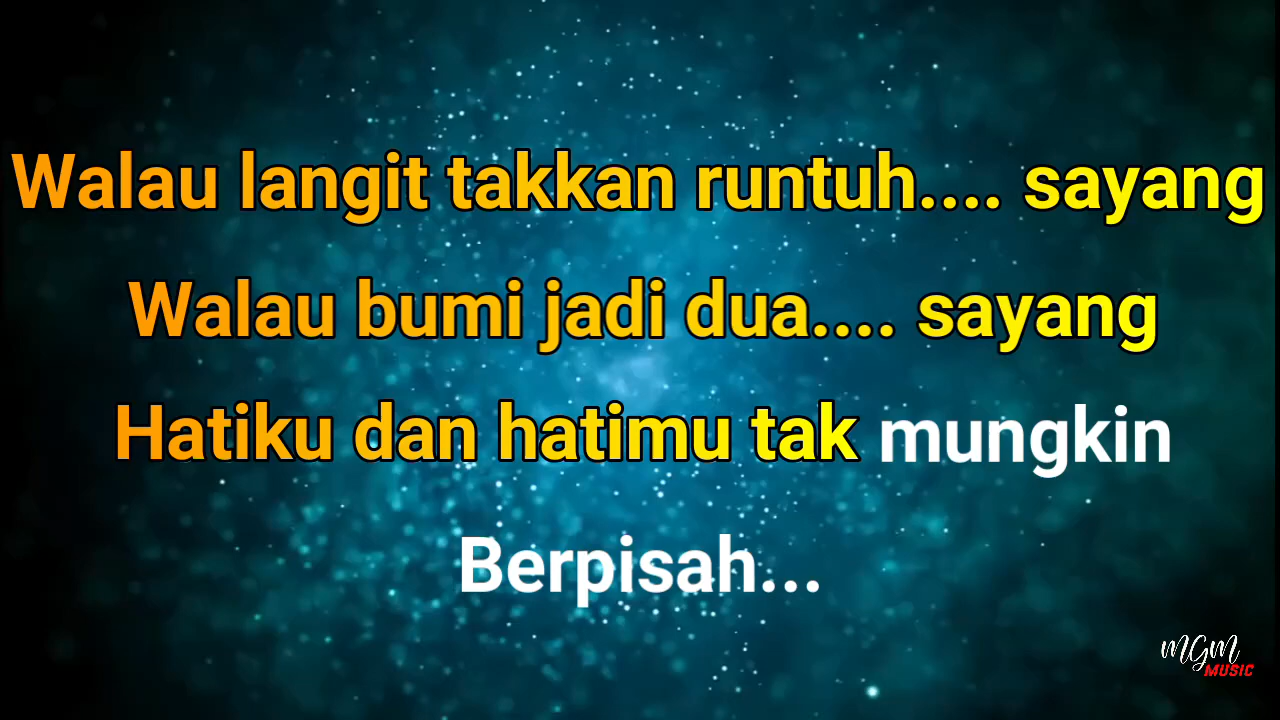 Walau langit takkan runtuh.... sayang
Walau bumi jadi dua.... sayang
Hatiku dan hatimu tak mungkin
Berpisah...
MGM
MUSIC